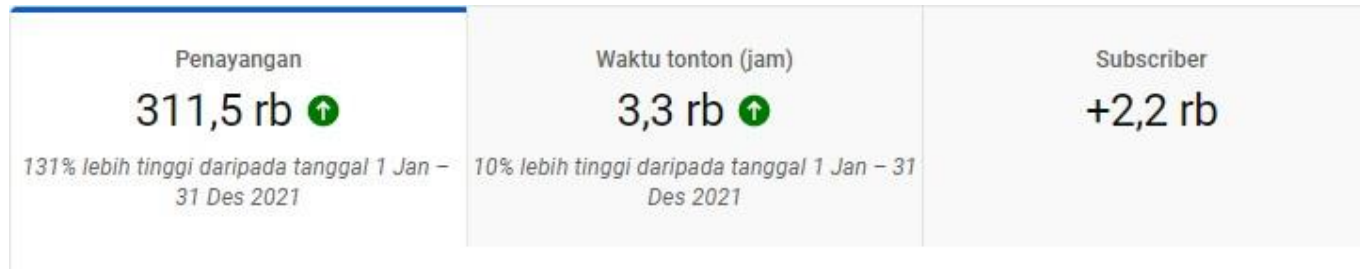 Penayangan
311,5 rb
131% lebih tinggi daripada tanggal 1 Jan –
31 Des 2021
Waktu tonton (jam)
3,3 rb
10% lebih tinggi daripada tanggal 1 Jan – 31
Des 2021
Subscriber
+2,2 rb